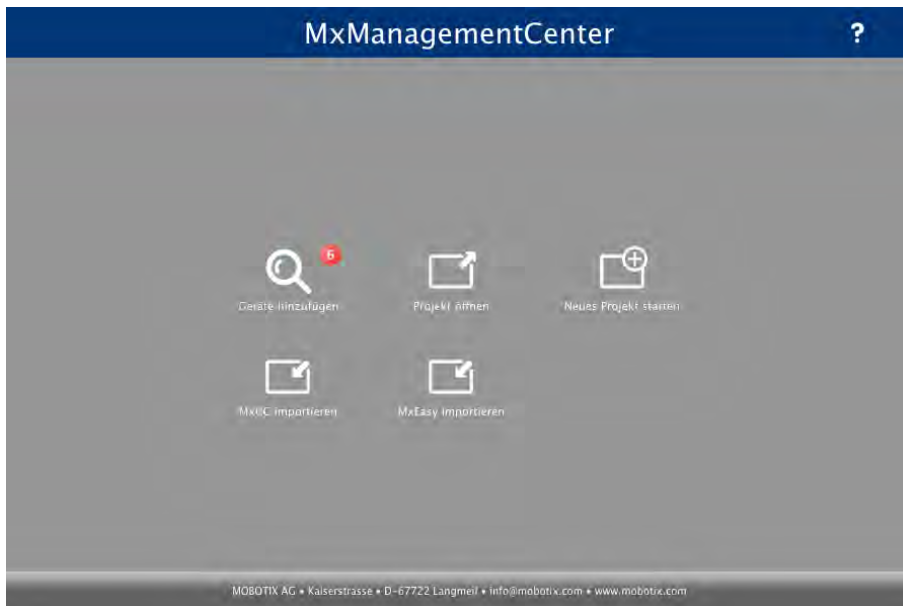 MxManagementCenter ?
6
Geräte hinzufügen Projekt öffnen Neues Projekt starten
MxCC importieren MxEasy importieren
MOBOTIX AG • Kaiserstrasse • D-67722 Langmeil • info@mobotix.com • www.mobotix.com